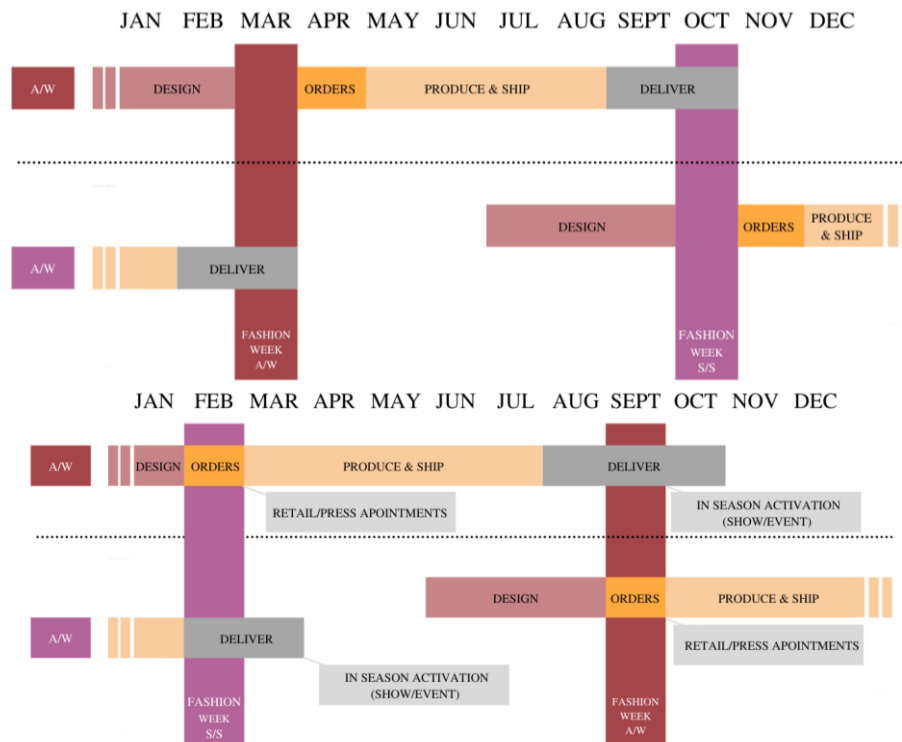 JAN FEB MAR APR MAY JUN JUL AUG SEPT OCT NOV DEC
A/W DESIGN ORDERS PRODUCE & SHIP DELIVER
DESIGN ORDERS PRODUCE
& SHIP
A/W DELIVER
FASHION
WEEK
A/W
FASHION
WEEK
S/S
JAN FEB MAR APR MAY JUN JUL AUG SEPT OCT NOV DEC
A/W DESIGN ORDERS PRODUCE & SHIP DELIVER
RETAIL/PRESS APOINTMENTS
IN SEASON ACTIVATION
(SHOW/EVENT)
DESIGN ORDERS PRODUCE & SHIP
A/W DELIVER
RETAIL/PRESS APOINTMENTS
IN SEASON ACTIVATION
(SHOW/EVENT)
FASHION
WEEK
S/S
FASHION
WEEK
A/W